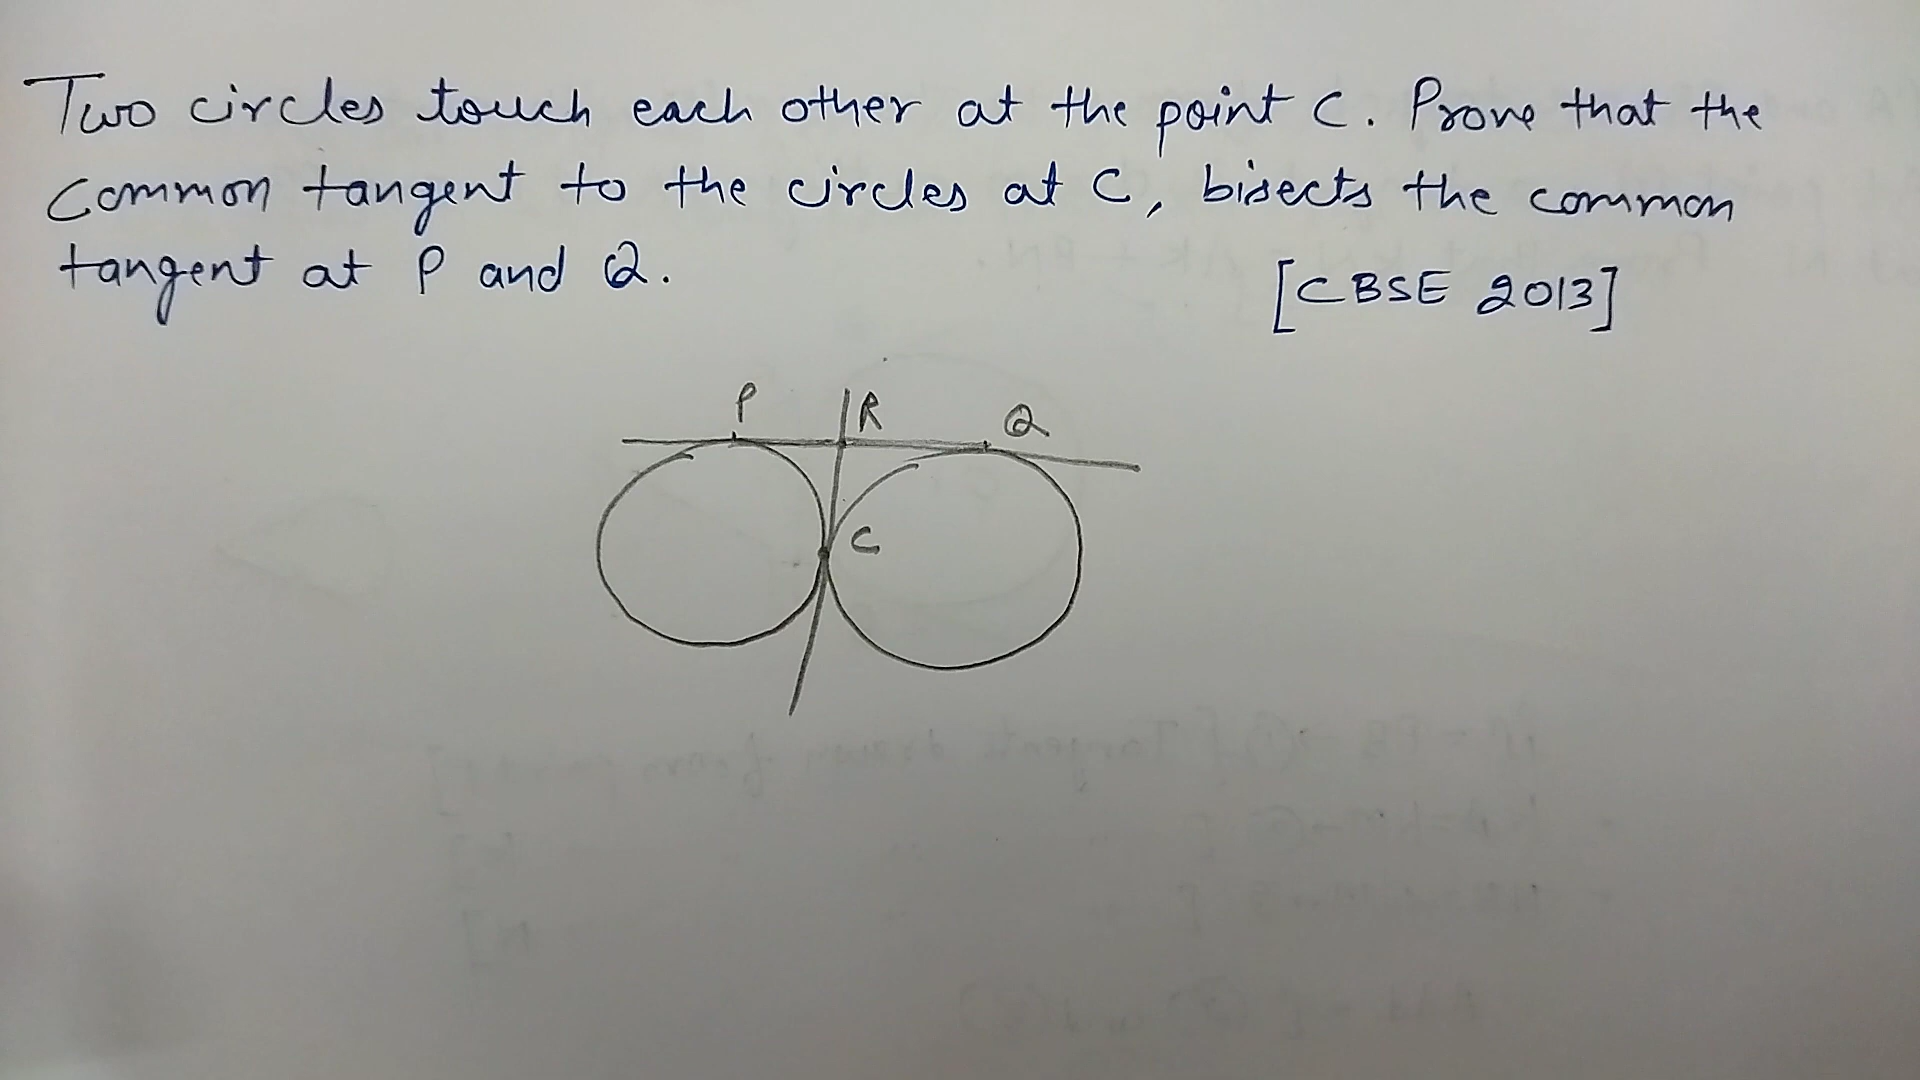 Two circles touch each other at the point C. Prove that the
common tangent to the circles at C, bisects the common
tangent at P and Q.
[CBSE 2013]
P R Q
C